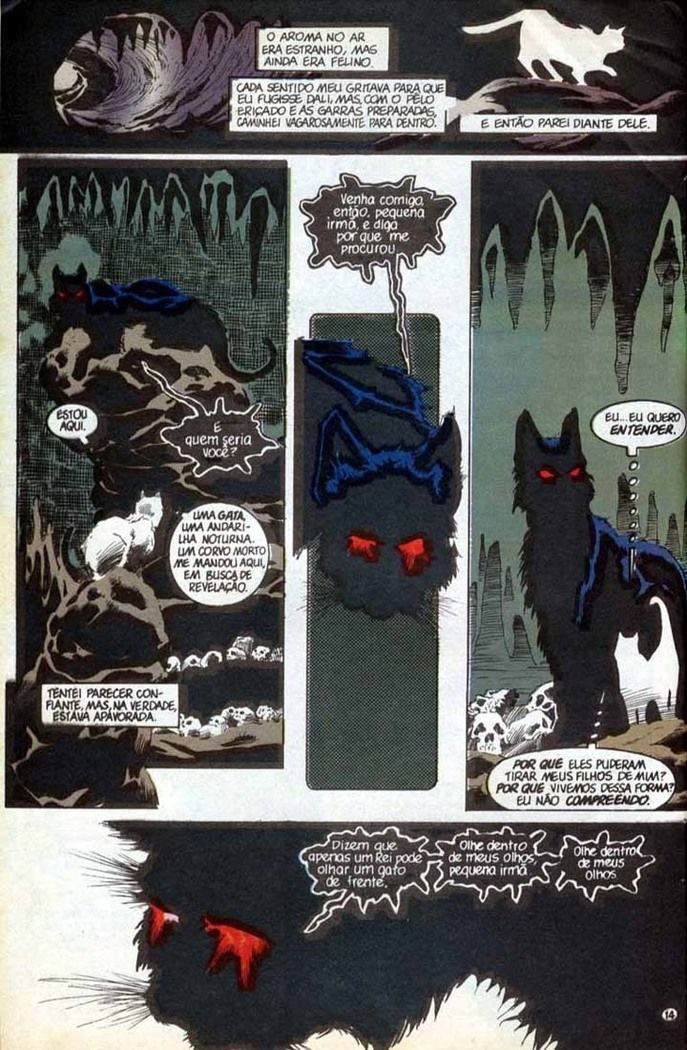 O AROMA NO AR
ERA ESTRANHO, MAS
AINDA ERA FELINO.
CADA SENTIDO MEU GRITAVA PARA QUE
EU FUGISSE DALI, MAS, COM O PÊLO
ERIÇADO E AS GARRAS PREPARADAS,
CAMINHEI VAGAROSAMENTE PARA DENTRO.
E ENTÃO PAREI DIANTE DELE.
ESTOU
AQUI.
E
quem seria
você?
UMA GATA,
UMA ANDARI-
LHA NOTURNA.
UM CORVO MORTO
ME MANDOU AQUI,
EM BUSCA DE
REVELAÇÃO.
TENTEI PARECER CON-
FIANTE, MAS, NA VERDADE,
ESTAVA APAVORADA.
Venha comigo,
então, pequena
irmã, e diga
por que me
procurou.
EU...EU QUERO
ENTENDER.
POR QUE ELES PUDERAM
TIRAR MEUS FILHOS DE MIM?
POR QUE VIVEMOS DESSA FORMA?
EU NÃO COMPREENDO.
Dizem que
apenas um Rei pode
olhar um gato
de frente.
Olhe dentro
de meus olhos,
pequena irmã
Olhe dentro
de meus
olhos
14